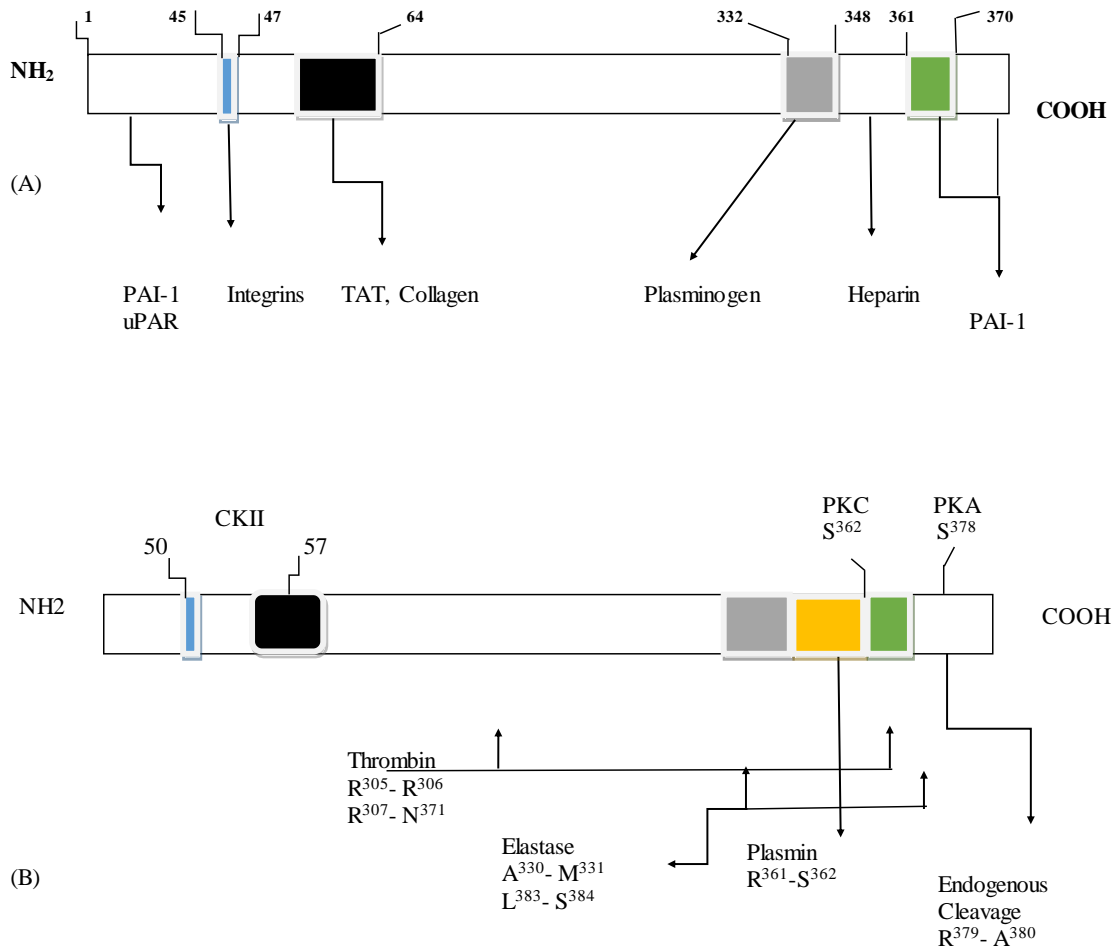 1 45 47 64 332 348 361 370
NH₂
COOH
(A)
PAI-1 Integrins TAT, Collagen Plasminogen Heparin
uPAR PAI-1
CKII PKC PKA
50 57 S³⁶² S³⁷⁸
NH2 COOH
Thrombin
R³⁰⁵- R³⁰⁶
R³⁰⁷- N³⁷¹
Elastase
A³³⁰- M³³¹
L³⁸³- S³⁸⁴
Plasmin
R³⁶¹-S³⁶²
(B)
Endogenous
Cleavage
R³⁷⁹- A³⁸⁰